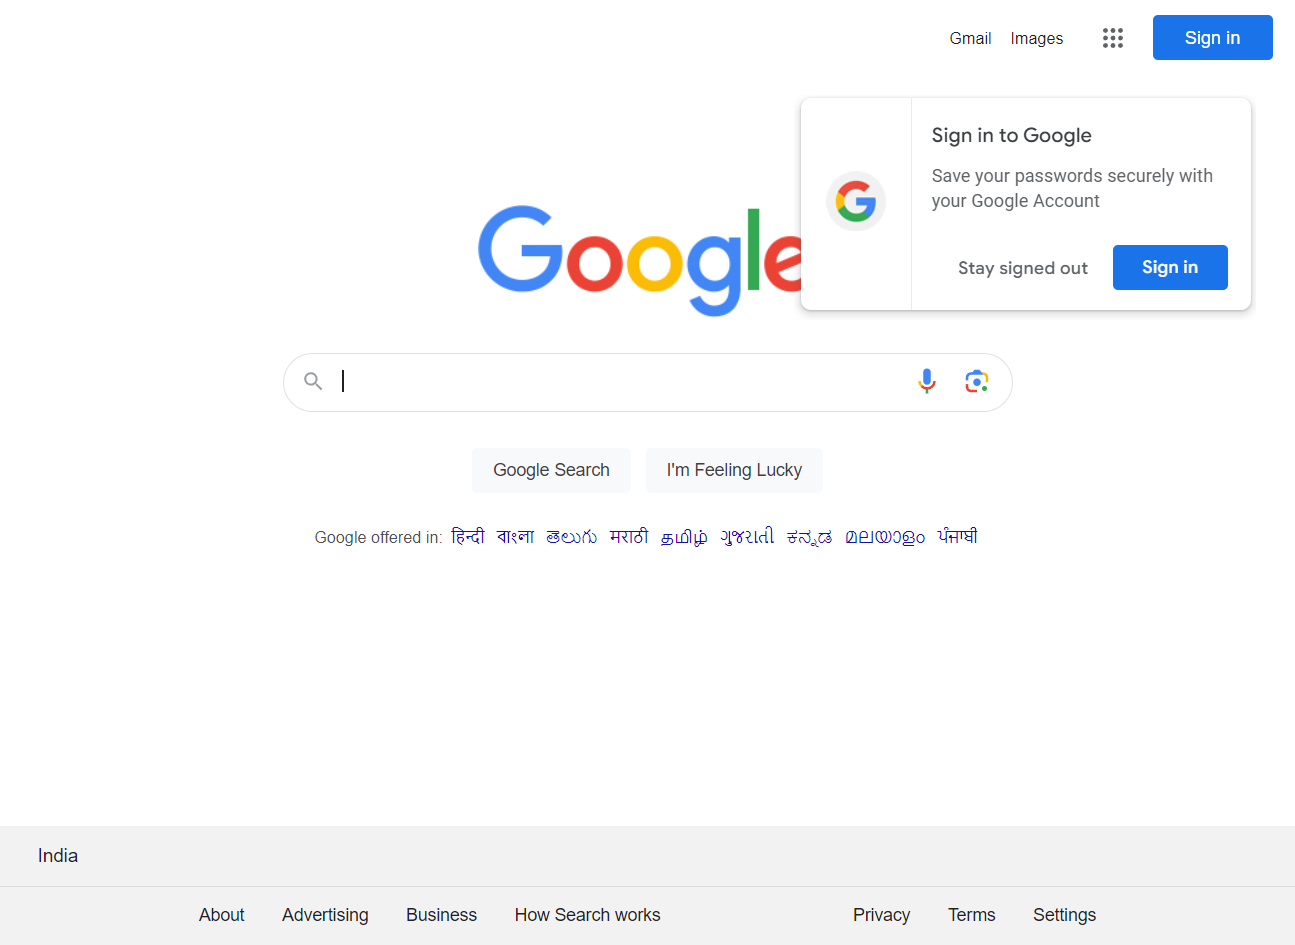 Gmail Images Sign in
Sign in to Google
Save your passwords securely with
your Google Account
Stay signed out Sign in
Google
Google Search I'm Feeling Lucky
Google offered in: हिन्दी বাংলা తెలుగు मराठी தமிழ் ગુજરાતી ಕನ್ನಡ മലയാളം ਪੰਜਾਬੀ
India
About Advertising Business How Search works Privacy Terms Settings